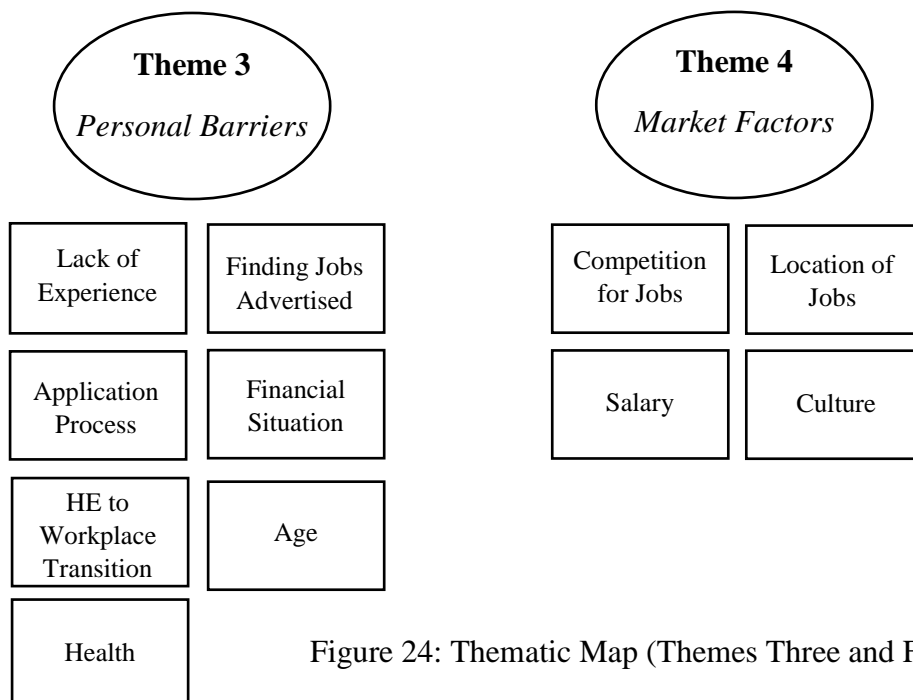 Theme 3
Personal Barriers
Theme 4
Market Factors
Lack of
Experience
Finding Jobs
Advertised
Application
Process
Financial
Situation
HE to
Workplace
Transition
Age
Health
Competition
for Jobs
Location of
Jobs
Salary
Culture
Figure 24: Thematic Map (Themes Three and